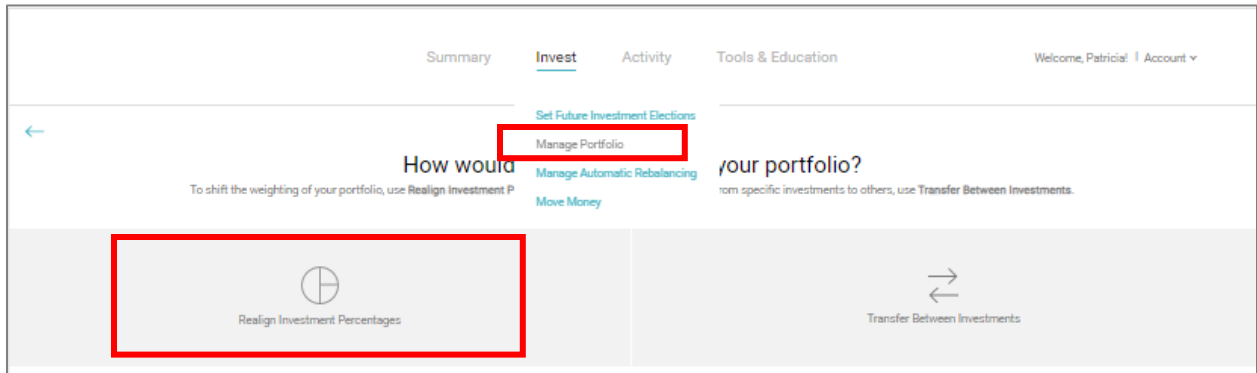 Summary Invest Activity Tools & Education Welcome, Patricia! | Account
Set Future Investment Elections
Manage Portfolio
How would your portfolio?
Manage Automatic Rebalancing
To shift the weighting of your portfolio, use Realign Investment P rom specific investments to others, use Transfer Between Investments.
Move Money
Realign Investment Percentages Transfer Between Investments